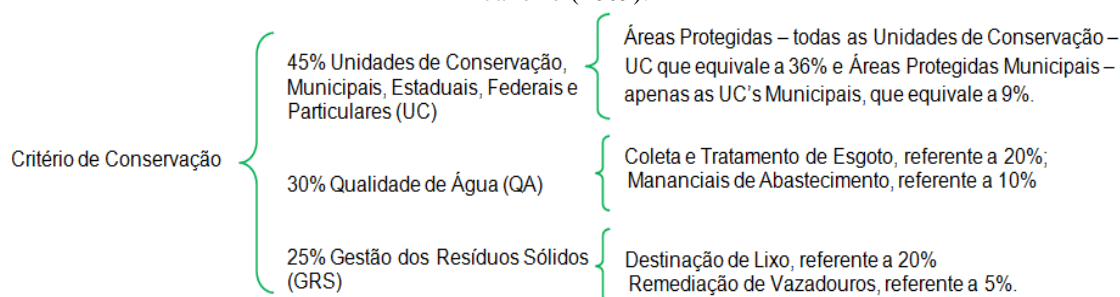 45% Unidades de Conservação,
Municipais, Estaduais, Federais e
Particulares (UC)
Áreas Protegidas – todas as Unidades de Conservação –
UC que equivale a 36% e Áreas Protegidas Municipais –
apenas as UC's Municipais, que equivale a 9%.
Critério de Conservação
30% Qualidade de Água (QA)
Coleta e Tratamento de Esgoto, referente a 20%;
Mananciais de Abastecimento, referente a 10%
25% Gestão dos Resíduos Sólidos
(GRS)
Destinação de Lixo, referente a 20%
Remediação de Vazadouros, referente a 5%.